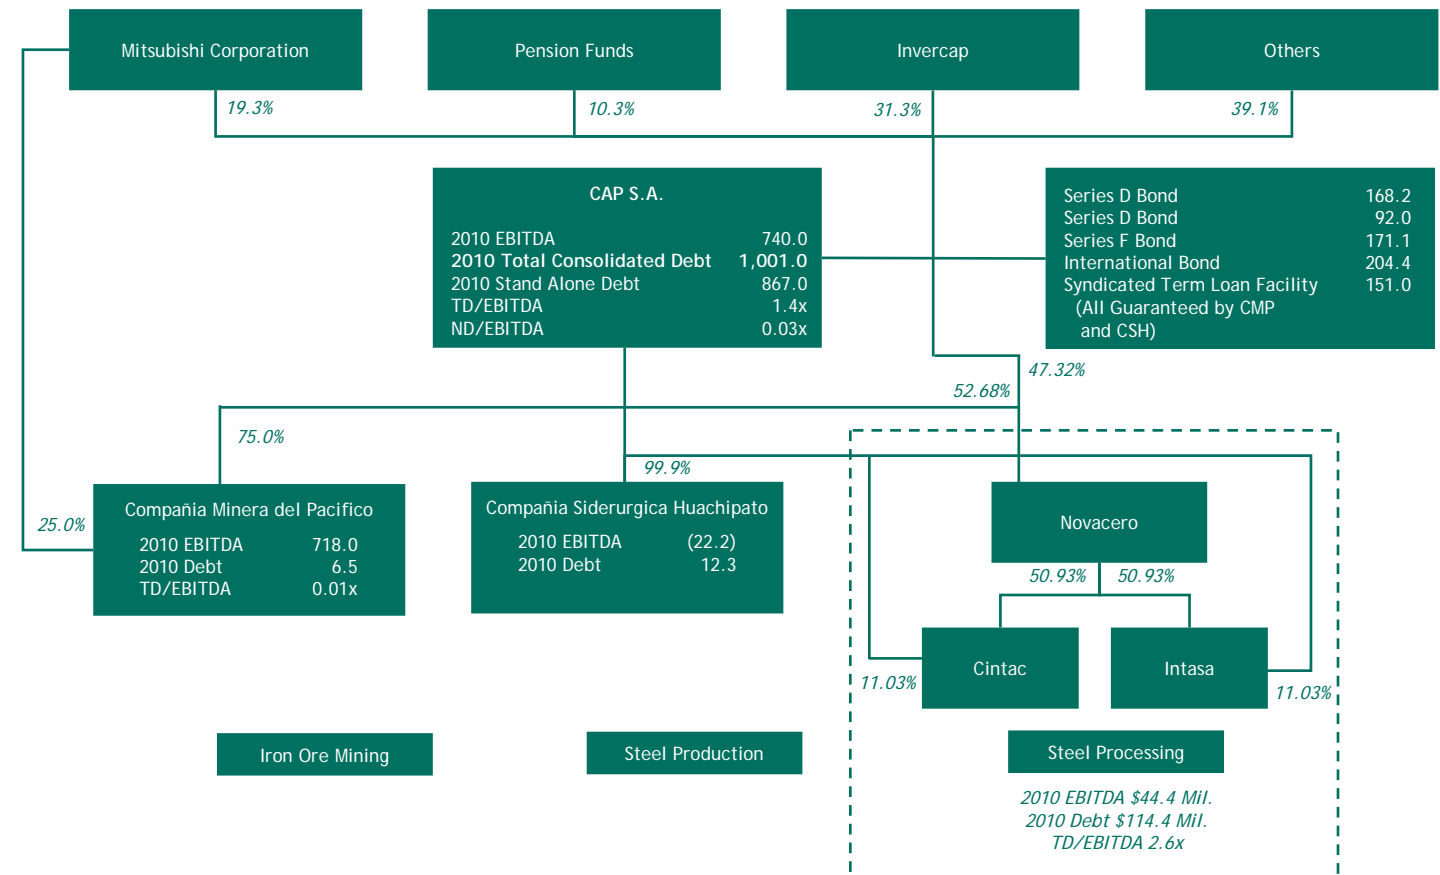 Mitsubishi Corporation
Pension Funds
Invercap
Others
19.3%
10.3%
31.3%
39.1%
CAP S.A.
2010 EBITDA 740.0
2010 Total Consolidated Debt 1,001.0
2010 Stand Alone Debt 867.0
TD/EBITDA 1.4x
ND/EBITDA 0.03x
Series D Bond 168.2
Series D Bond 92.0
Series F Bond 171.1
International Bond 204.4
Syndicated Term Loan Facility 151.0
(All Guaranteed by CMP
and CSH)
47.32%
52.68%
75.0%
99.9%
25.0%
Compañia Minera del Pacifico
2010 EBITDA 718.0
2010 Debt 6.5
TD/EBITDA 0.01x
Compañia Siderurgica Huachipato
2010 EBITDA (22.2)
2010 Debt 12.3
Novacero
50.93% 50.93%
Cintac
Intasa
11.03%
11.03%
Iron Ore Mining
Steel Production
Steel Processing
2010 EBITDA $44.4 Mil.
2010 Debt $114.4 Mil.
TD/EBITDA 2.6x